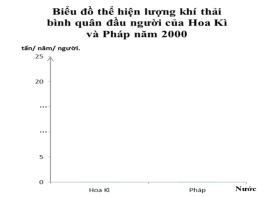 Biểu đồ thể hiện lượng khí thải
bình quân đầu người của Hoa Kì
và Pháp năm 2000
tấn/ năm/ người.
25
20
...
...
5
0
Hoa Kì Pháp Nước